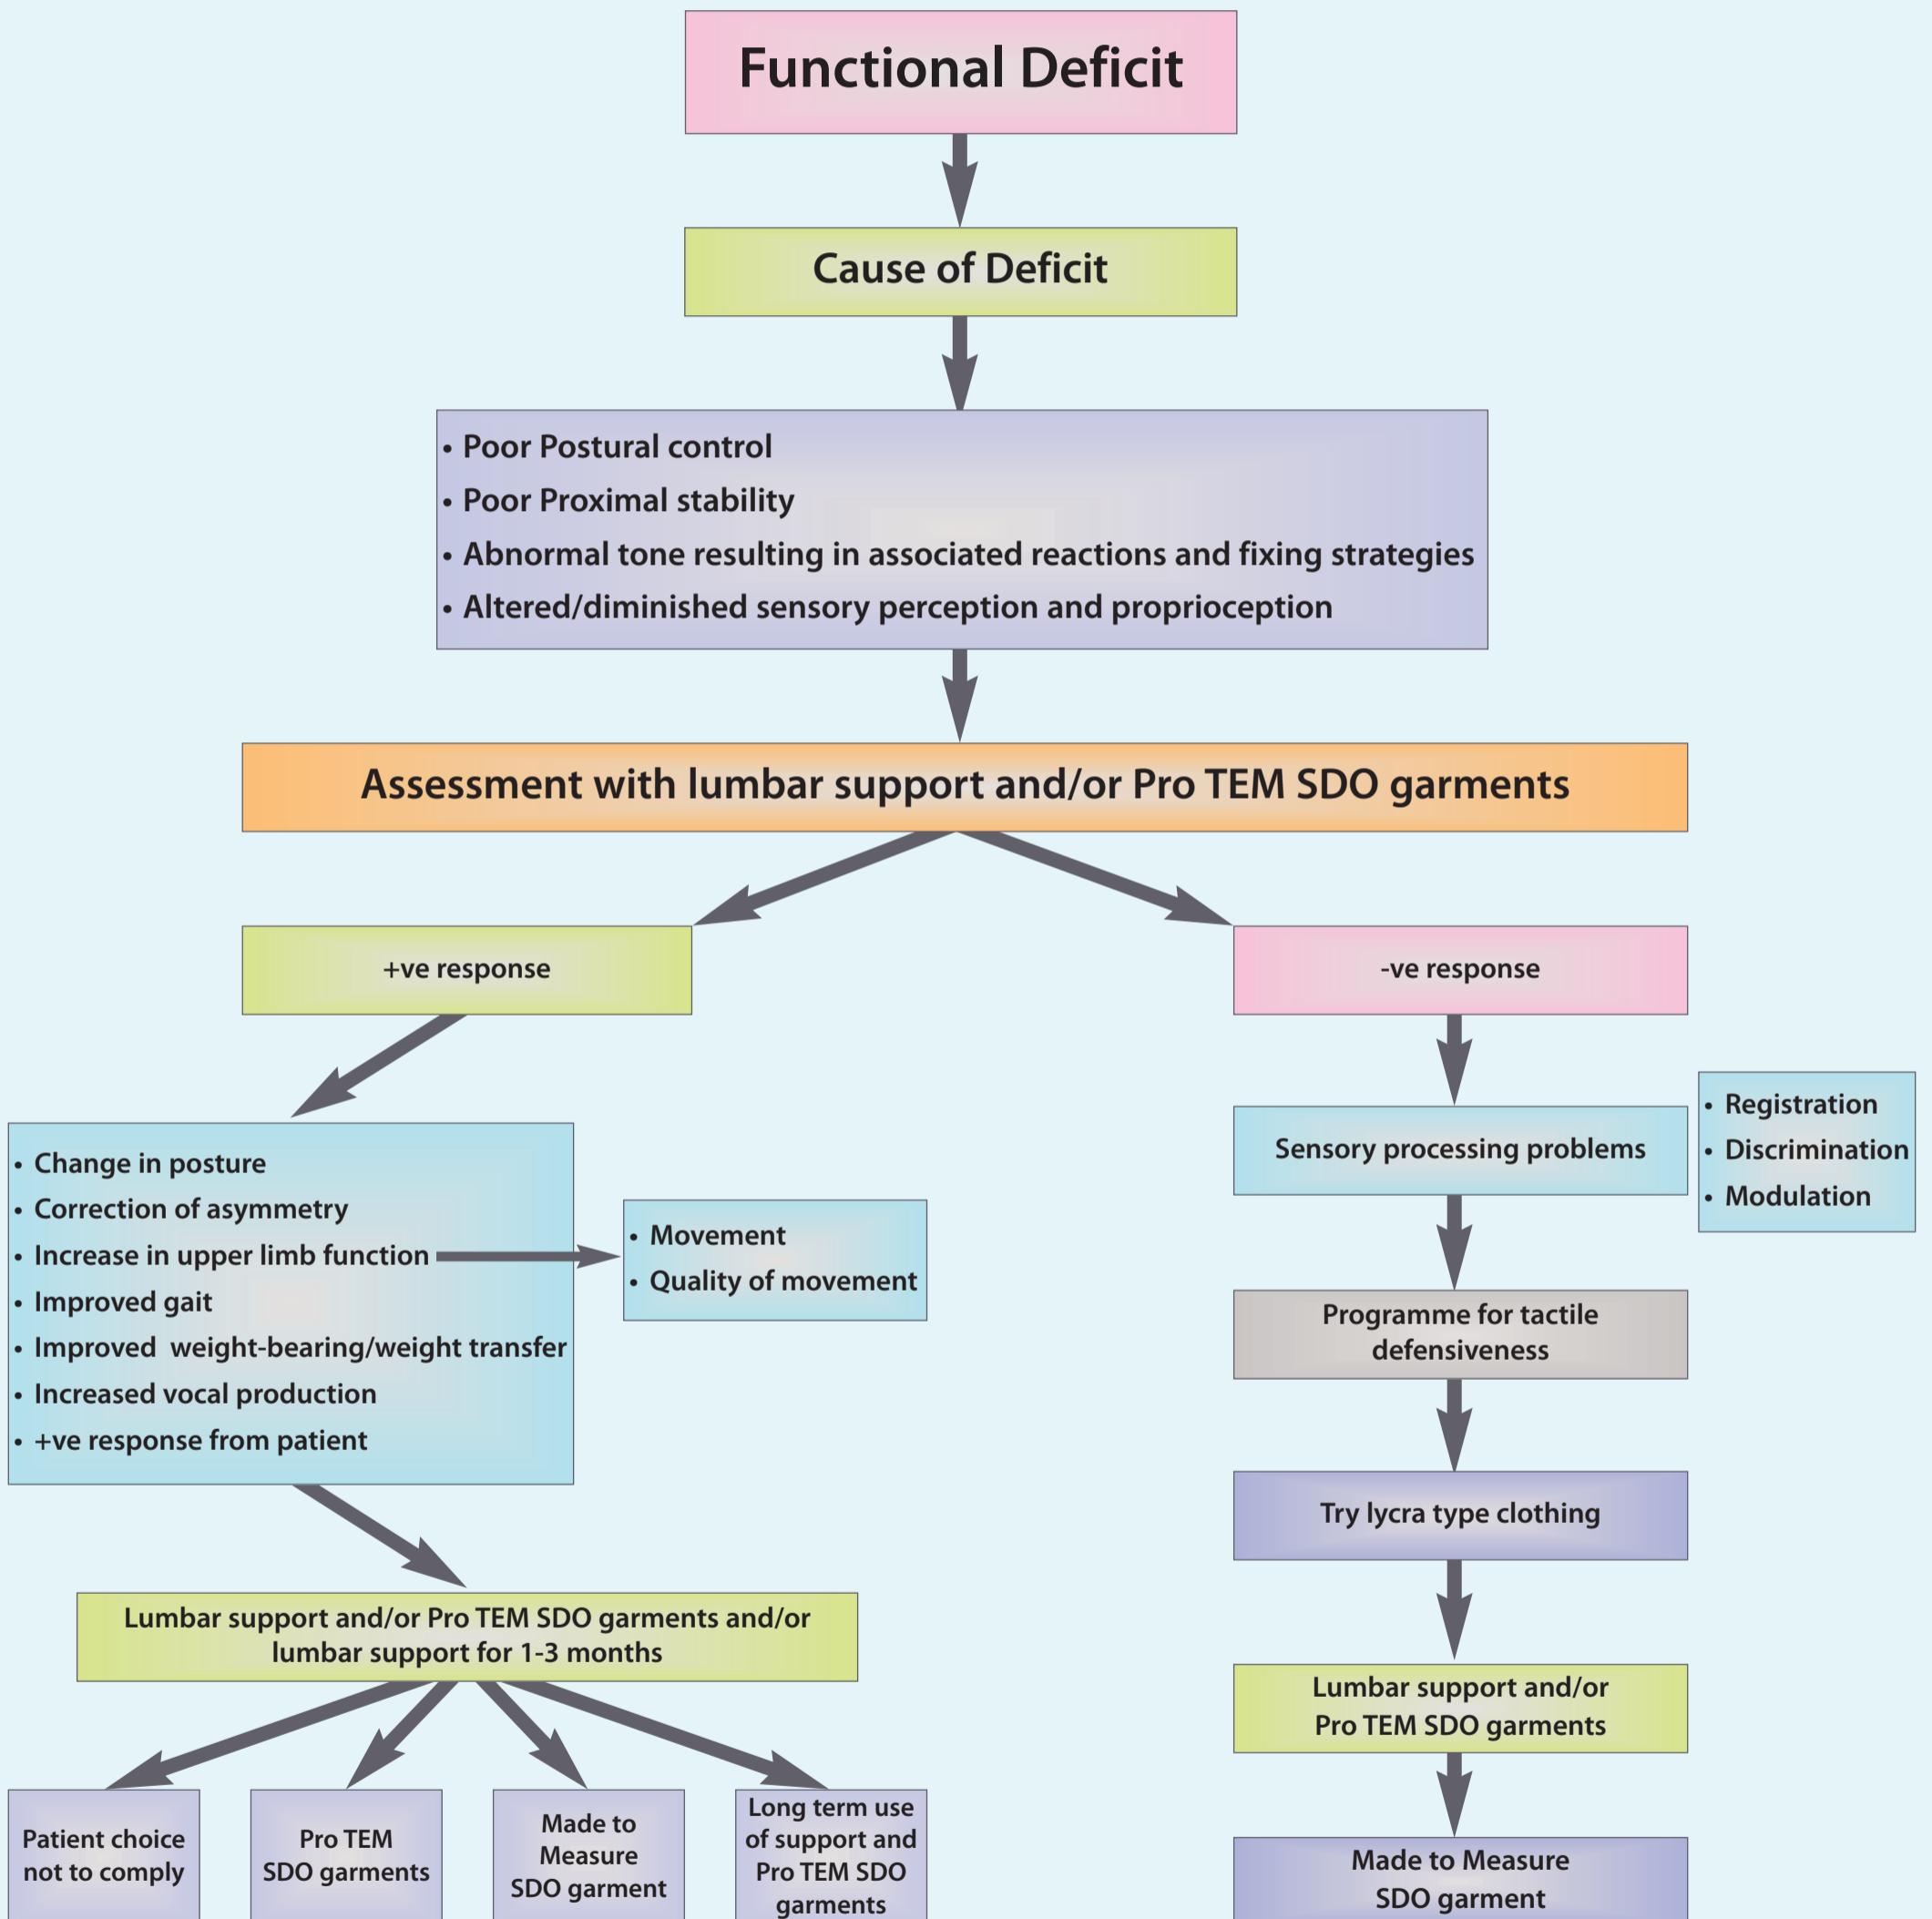 Functional Deficit
Cause of Deficit
• Poor Postural control
• Poor Proximal stability
• Abnormal tone resulting in associated reactions and fixing strategies
• Altered/diminished sensory perception and proprioception
Assessment with lumbar support and/or Pro TEM SDO garments
+ve response
-ve response
• Change in posture
• Correction of asymmetry
• Increase in upper limb function
• Improved gait
• Improved weight-bearing/weight transfer
• Increased vocal production
• +ve response from patient
• Movement
• Quality of movement
Sensory processing problems
• Registration
• Discrimination
• Modulation
Programme for tactile
defensiveness
Try lycra type clothing
Lumbar support and/or Pro TEM SDO garments and/or
lumbar support for 1-3 months
Lumbar support and/or
Pro TEM SDO garments
Patient choice
not to comply
Pro TEM
SDO garments
Made to
Measure
SDO garment
Long term use
of support and
Pro TEM SDO
garments
Made to Measure
SDO garment